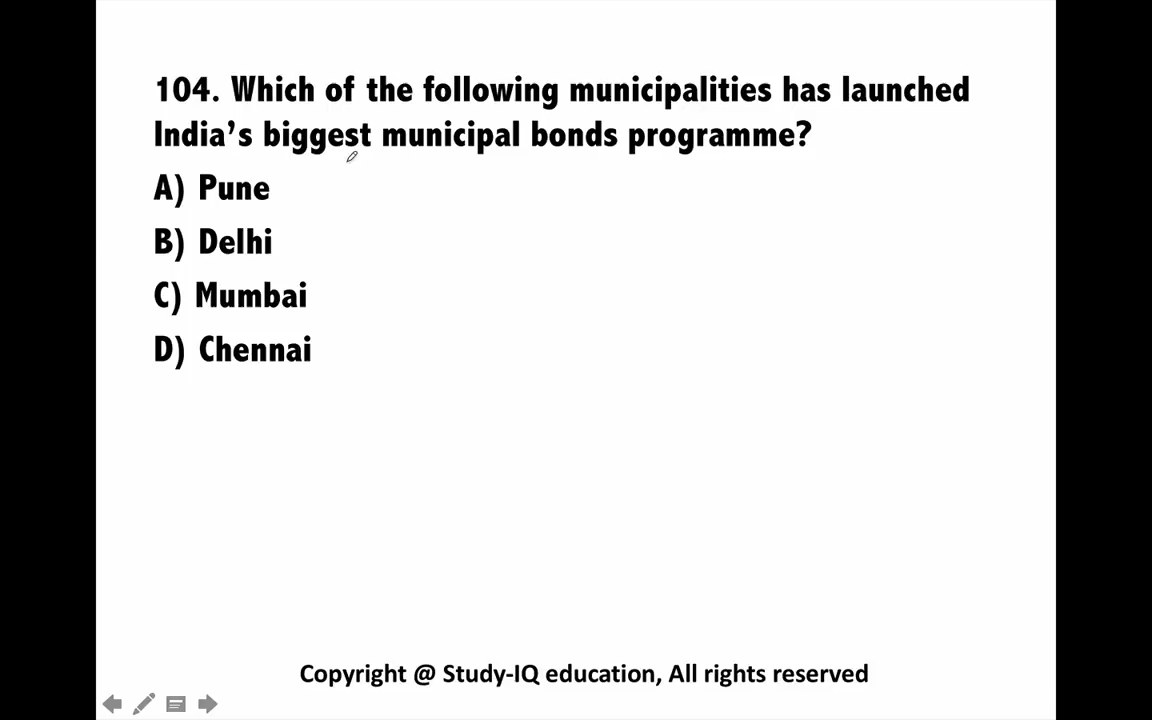 104. Which of the following municipalities has launched
India’s biggest municipal bonds programme?
A) Pune
B) Delhi
C) Mumbai
D) Chennai
Copyright @ Study-IQ education, All rights reserved